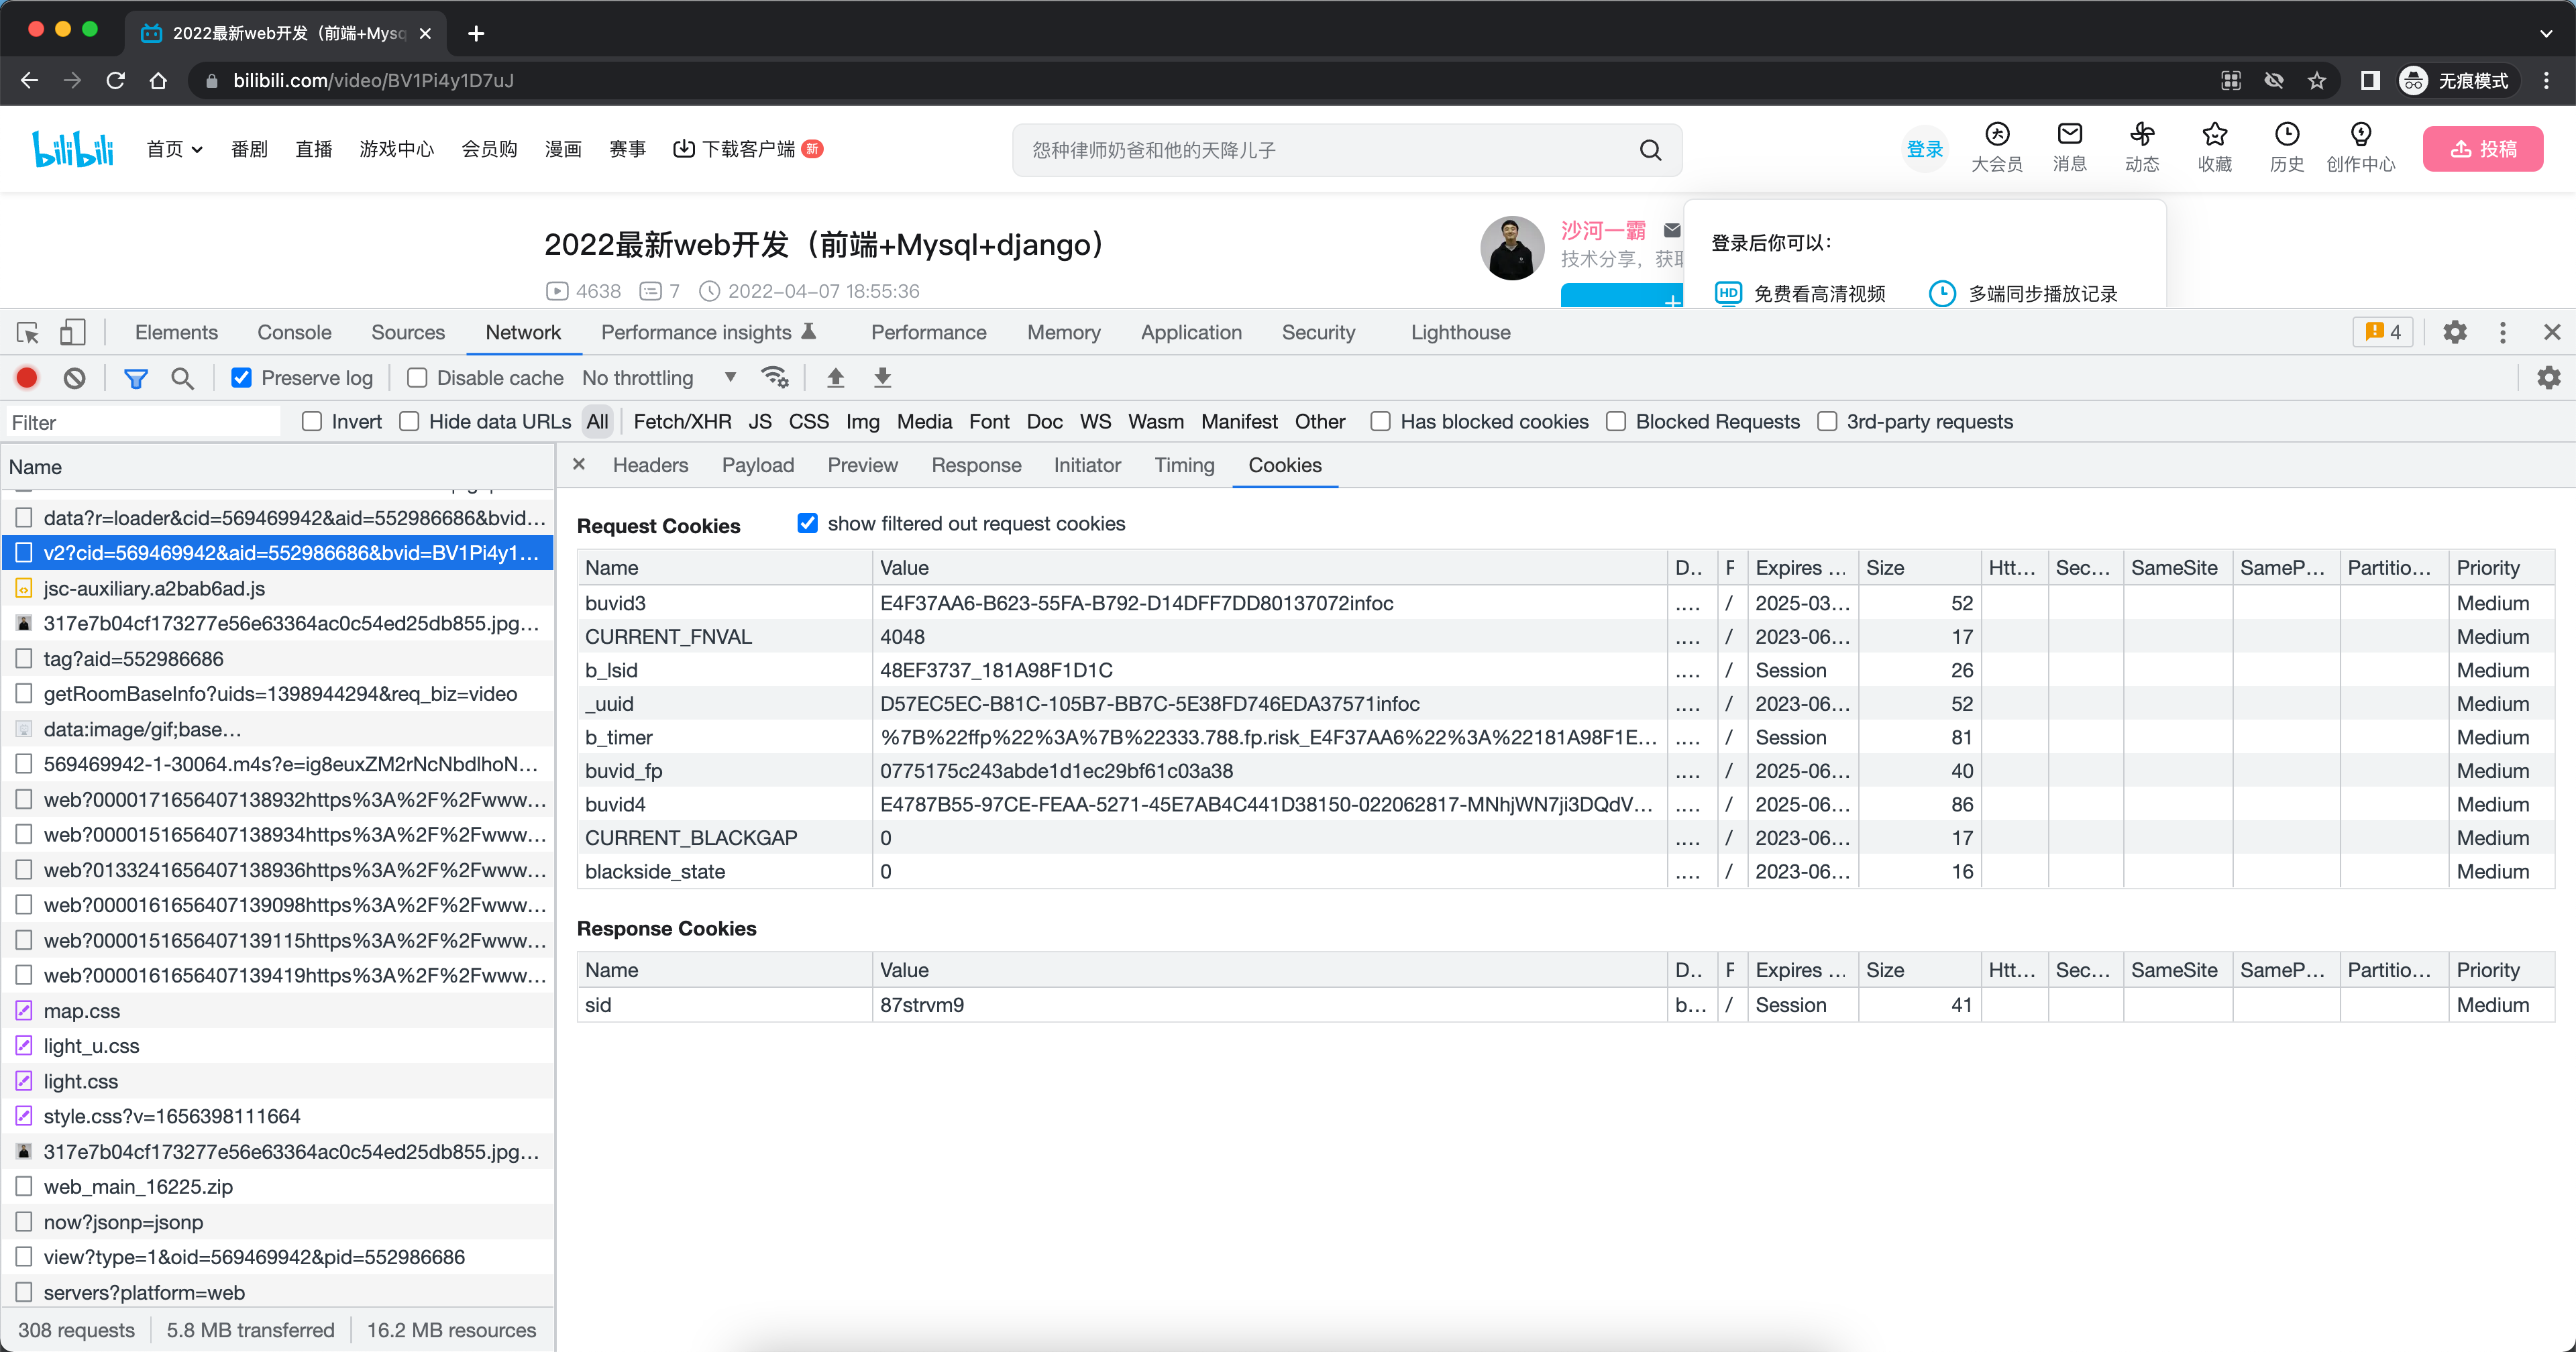 2022最新web开发（前端+Mysq
bilibili.com/video/BV1Pi4y1D7uJ
无痕模式
bilibili
首页
番剧
直播
游戏中心
会员购
漫画
赛事
下载客户端
新
怨种律师奶爸和他的天降儿子
登录
大会员
消息
动态
收藏
历史
创作中心
投稿
2022最新web开发（前端+Mysql+django）
4638 7 2022-04-07 18:55:36
沙河一霸
技术分享，获取
登录后你可以：
HD 免费看高清视频 多端同步播放记录
Elements Console Sources Network Performance insights Performance Memory Application Security Lighthouse 4
Preserve log Disable cache No throttling
Filter Invert Hide data URLs All Fetch/XHR JS CSS Img Media Font Doc WS Wasm Manifest Other Has blocked cookies Blocked Requests 3rd-party requests
Name
data?r=loader&cid=569469942&aid=552986686&bvid...
v2?cid=569469942&aid=552986686&bvid=BV1Pi4y1...
jsc-auxiliary.a2bab6ad.js
317e7b04cf173277e56e63364ac0c54ed25db855.jpg...
tag?aid=552986686
getRoomBaseInfo?uids=1398944294&req_biz=video
data:image/gif;base...
569469942-1-30064.m4s?e=ig8euxZM2rNcNbdlhoN...
web?0000171656407138932https%3A%2F%2Fwww...
web?0000151656407138934https%3A%2F%2Fwww...
web?0133241656407138936https%3A%2F%2Fwww...
web?0000161656407139098https%3A%2F%2Fwww...
web?0000151656407139115https%3A%2F%2Fwww...
web?0000161656407139419https%3A%2F%2Fwww...
map.css
light_u.css
light.css
style.css?v=1656398111664
317e7b04cf173277e56e63364ac0c54ed25db855.jpg...
web_main_16225.zip
now?jsonp=jsonp
view?type=1&oid=569469942&pid=552986686
servers?platform=web
308 requests 5.8 MB transferred 16.2 MB resources
Headers Payload Preview Response Initiator Timing Cookies
Request Cookies show filtered out request cookies
Name Value D.. P Expires ... Size Htt... Sec... SameSite SameP... Partitio... Priority
buvid3 E4F37AA6-B623-55FA-B792-D14DFF7DD80137072infoc .... / 2025-03... 52 Medium
CURRENT_FNVAL 4048 .... / 2023-06... 17 Medium
b_lsid 48EF3737_181A98F1D1C .... / Session 26 Medium
_uuid D57EC5EC-B81C-105B7-BB7C-5E38FD746EDA37571infoc .... / 2023-06... 52 Medium
b_timer %7B%22ffp%22%3A%7B%22333.788.fp.risk_E4F37AA6%22%3A%22181A98F1E... .... / Session 81 Medium
buvid_fp 0775175c243abde1d1ec29bf61c03a38 .... / 2025-06... 40 Medium
buvid4 E4787B55-97CE-FEAA-5271-45E7AB4C441D38150-022062817-MNhjWN7ji3DQdV... .... / 2025-06... 86 Medium
CURRENT_BLACKGAP 0 .... / 2023-06... 17 Medium
blackside_state 0 .... / 2023-06... 16 Medium
Response Cookies
Name Value D.. P Expires ... Size Htt... Sec... SameSite SameP... Partitio... Priority
sid 87strvm9 b... / Session 41 Medium